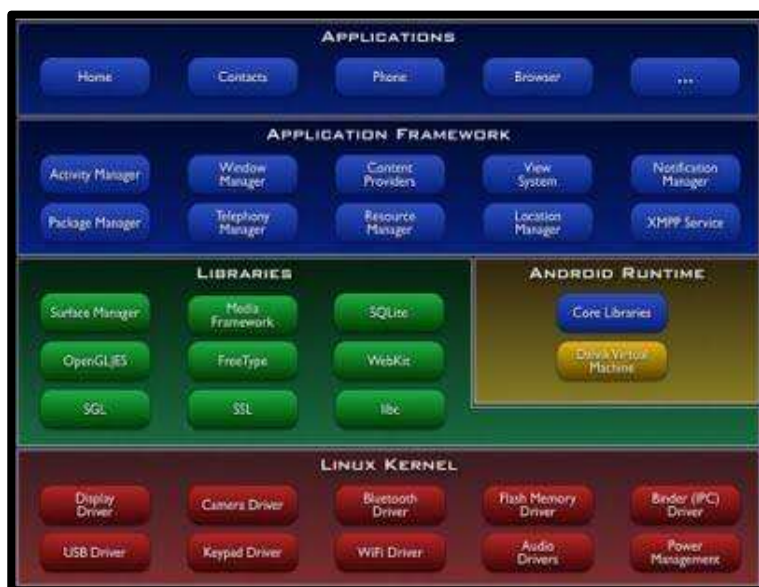 APPLICATIONS
Home
Contacts
Phone
Browser
...
APPLICATION FRAMEWORK
Activity Manager
Window
Manager
Content
Providers
View
System
Notification
Manager
Package Manager
Telephony
Manager
Resource
Manager
Location
Manager
XMPP Service
LIBRARIES
Surface Manager
Media
Framework
SQLite
OpenGL|ES
FreeType
WebKit
SGL
SSL
libc
ANDROID RUNTIME
Core Libraries
Dalvik Virtual
Machine
LINUX KERNEL
Display
Driver
Camera Driver
Bluetooth
Driver
Flash Memory
Driver
Binder (IPC)
Driver
USB Driver
Keypad Driver
WiFi Driver
Audio
Drivers
Power
Management